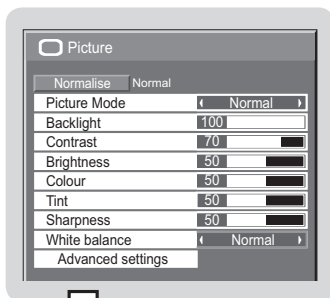 Picture
Normalise Normal
Picture Mode Normal
Backlight 100
Contrast 70
Brightness 50
Colour 50
Tint 50
Sharpness 50
White balance Normal
Advanced settings